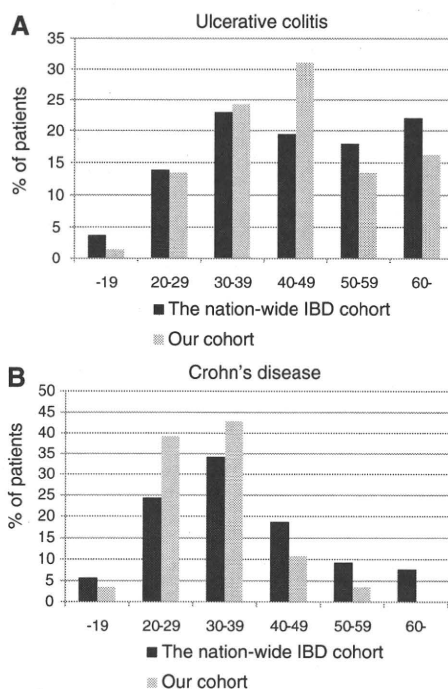 A
Ulcerative colitis
% of patients
35
30
25
20
15
10
5
0
-19 20-29 30-39 40-49 50-59 60-
The nation-wide IBD cohort
Our cohort
B
Crohn's disease
% of patients
50
45
40
35
30
25
20
15
10
5
0
-19 20-29 30-39 40-49 50-59 60-
The nation-wide IBD cohort
Our cohort